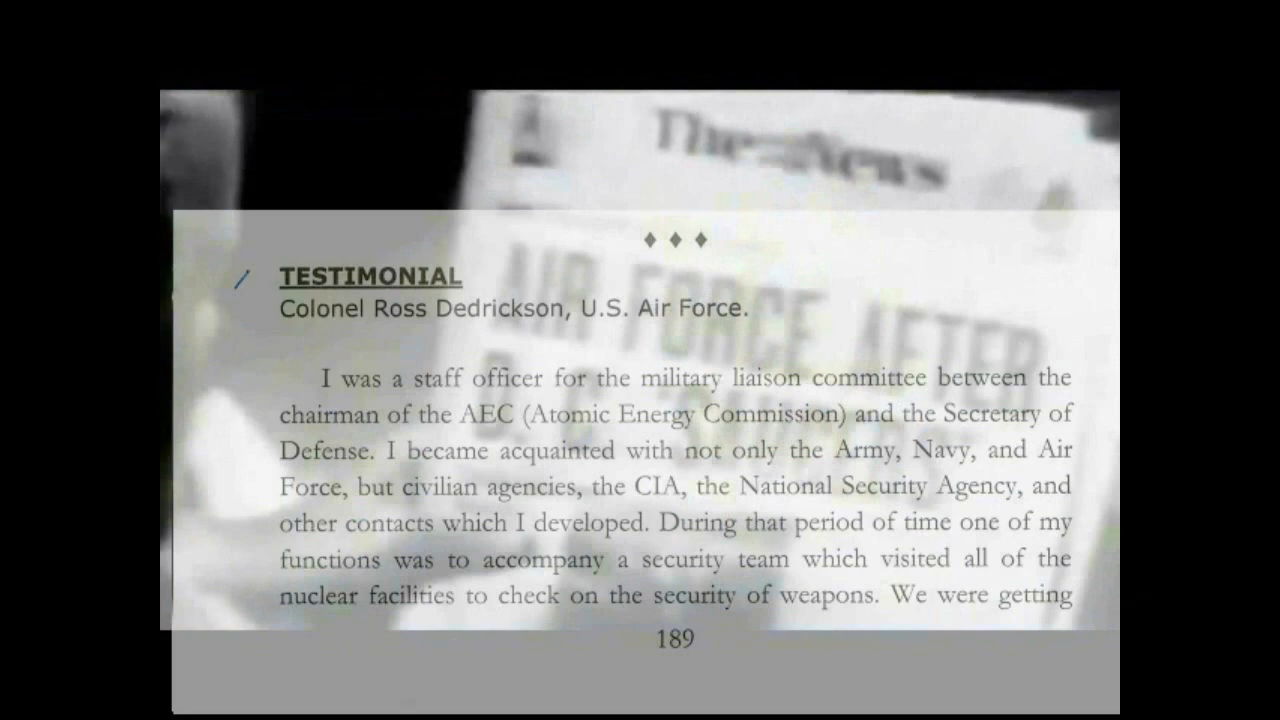 The News
♦ ♦ ♦
TESTIMONIAL
AIR FORCE AFTER
Colonel Ross Dedrickson, U.S. Air Force.
D. C. "SAUCERS"
I was a staff officer for the military liaison committee between the
chairman of the AEC (Atomic Energy Commission) and the Secretary of
Defense. I became acquainted with not only the Army, Navy, and Air
Force, but civilian agencies, the CIA, the National Security Agency, and
other contacts which I developed. During that period of time one of my
functions was to accompany a security team which visited all of the
nuclear facilities to check on the security of weapons. We were getting
189